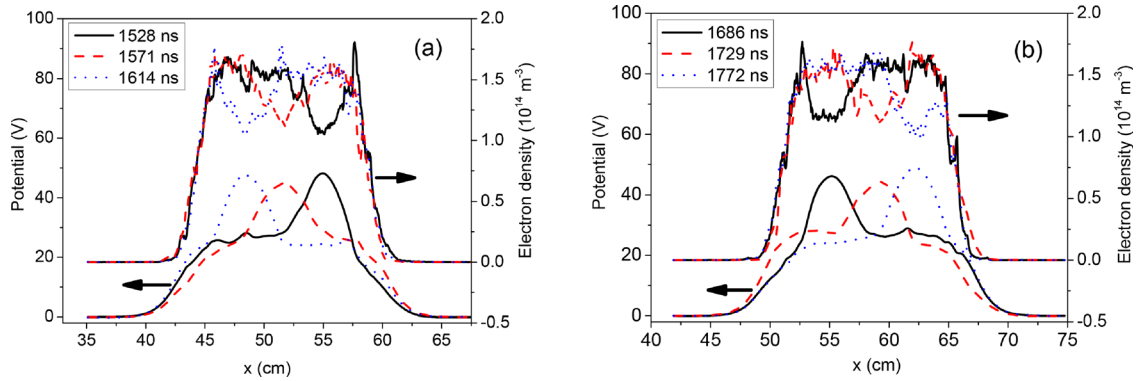 100
80
60
40
20
0
Potential (V)
1528 ns
1571 ns
1614 ns
(a)
2.0
1.5
1.0
0.5
0.0
-0.5
Electron density (10¹⁴ m⁻³)
35 40 45 50 55 60 65
x (cm)
100
80
60
40
20
0
Potential (V)
1686 ns
1729 ns
1772 ns
(b)
2.0
1.5
1.0
0.5
0.0
-0.5
Electron density (10¹⁴ m⁻³)
40 45 50 55 60 65 70 75
x (cm)